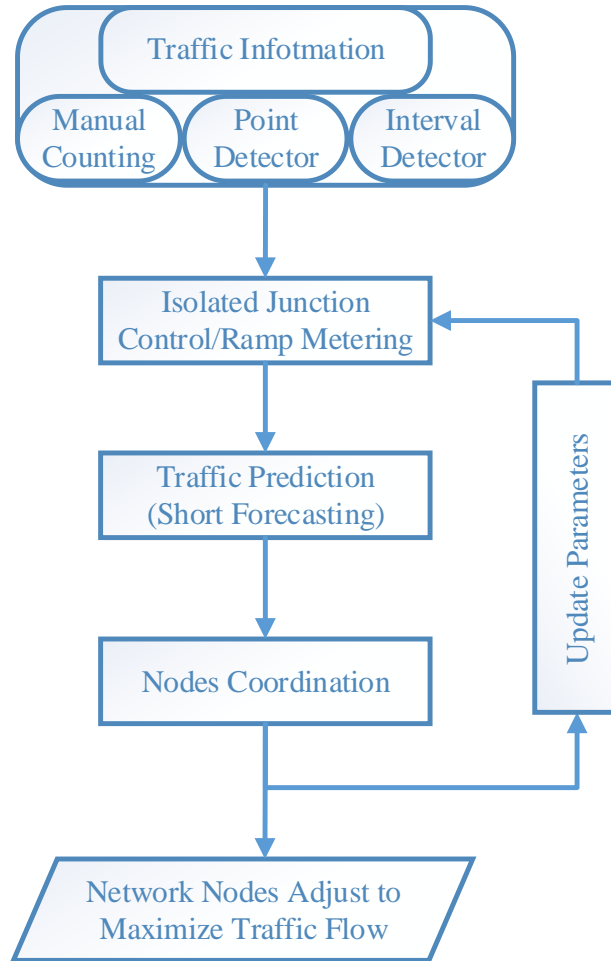 Traffic Infotmation
Manual
Counting
Point
Detector
Interval
Detector
Isolated Junction
Control/Ramp Metering
Traffic Prediction
(Short Forecasting)
Update Parameters
Nodes Coordination
Network Nodes Adjust to
Maximize Traffic Flow